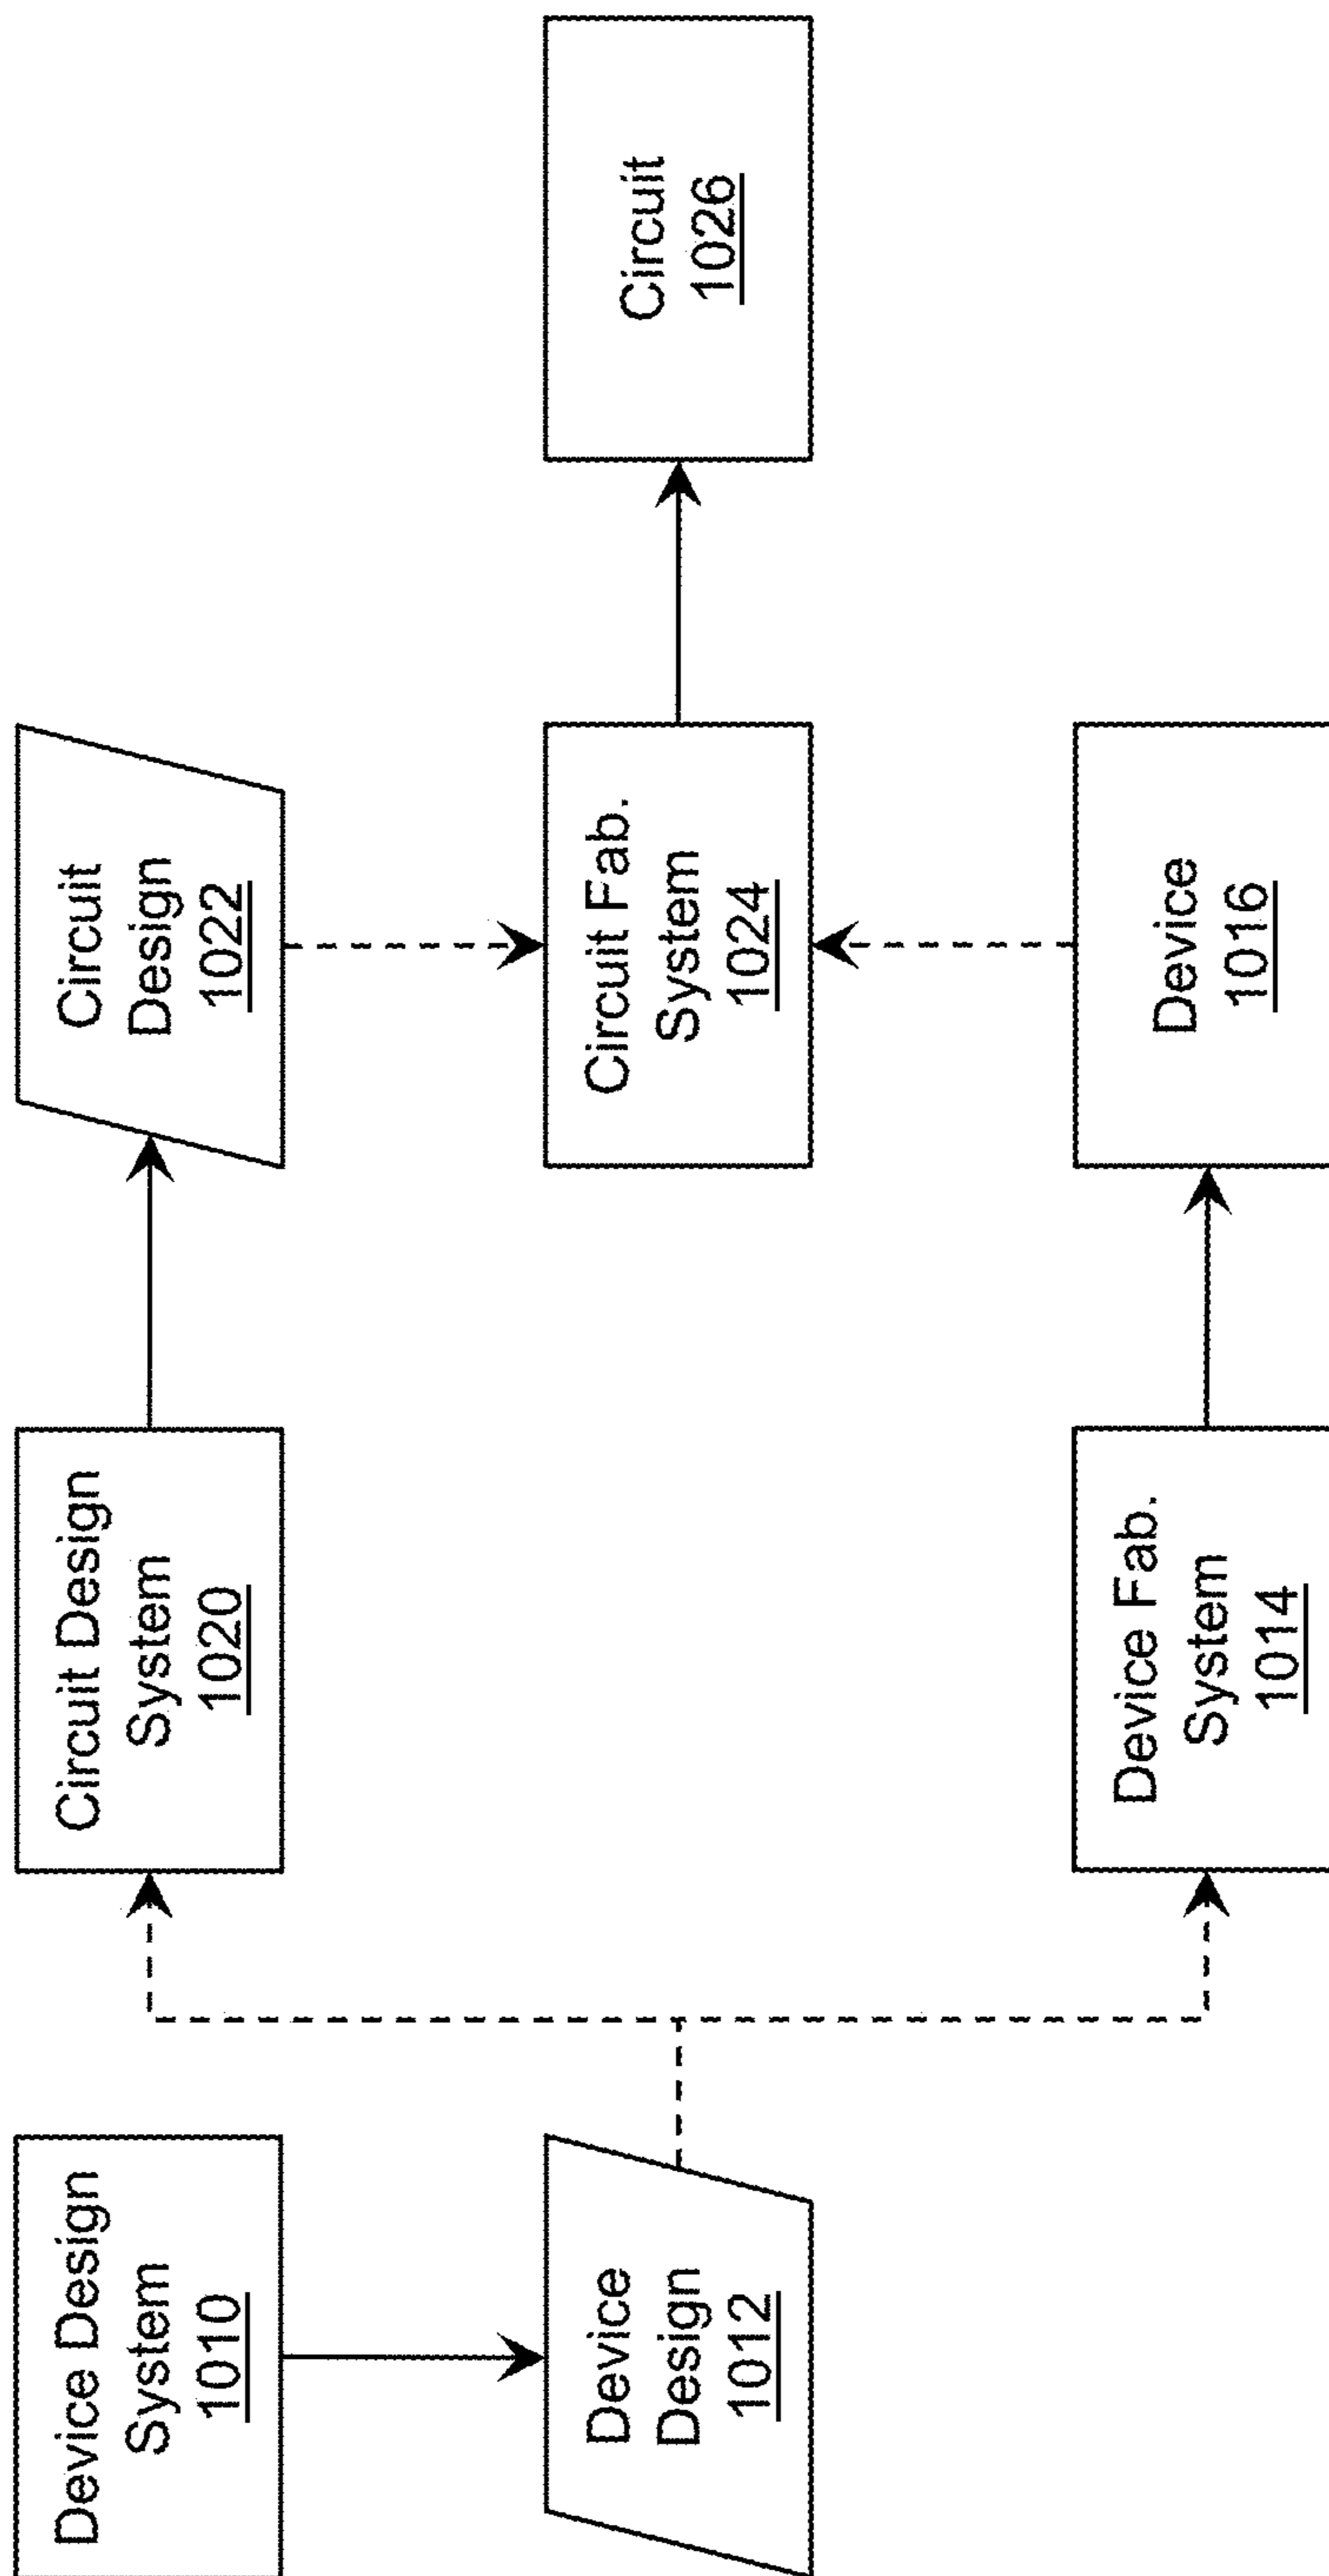 Device Design
System
1010
Device
Design
1012
Circuit Design
System
1020
Device Fab.
System
1014
Circuit
Design
1022
Circuit Fab.
System
1024
Device
1016
Circuit
1026